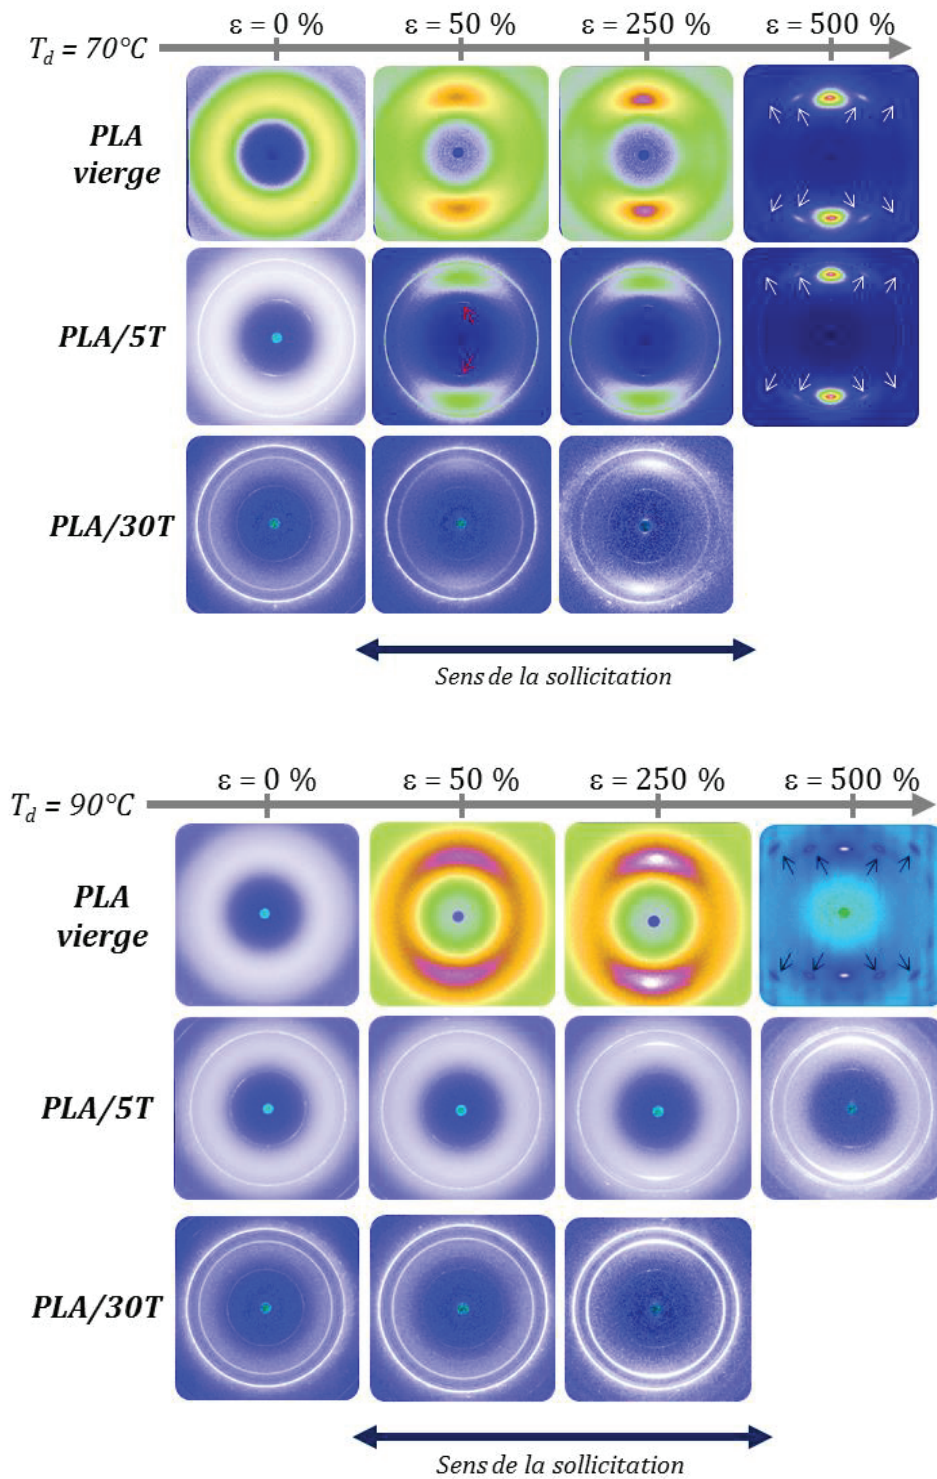 ε = 0 %
ε = 50 %
ε = 250 %
ε = 500 %
T_d = 70°C
PLA
vierge
PLA/5T
PLA/30T
Sens de la sollicitation
ε = 0 %
ε = 50 %
ε = 250 %
ε = 500 %
T_d = 90°C
PLA
vierge
PLA/5T
PLA/30T
Sens de la sollicitation